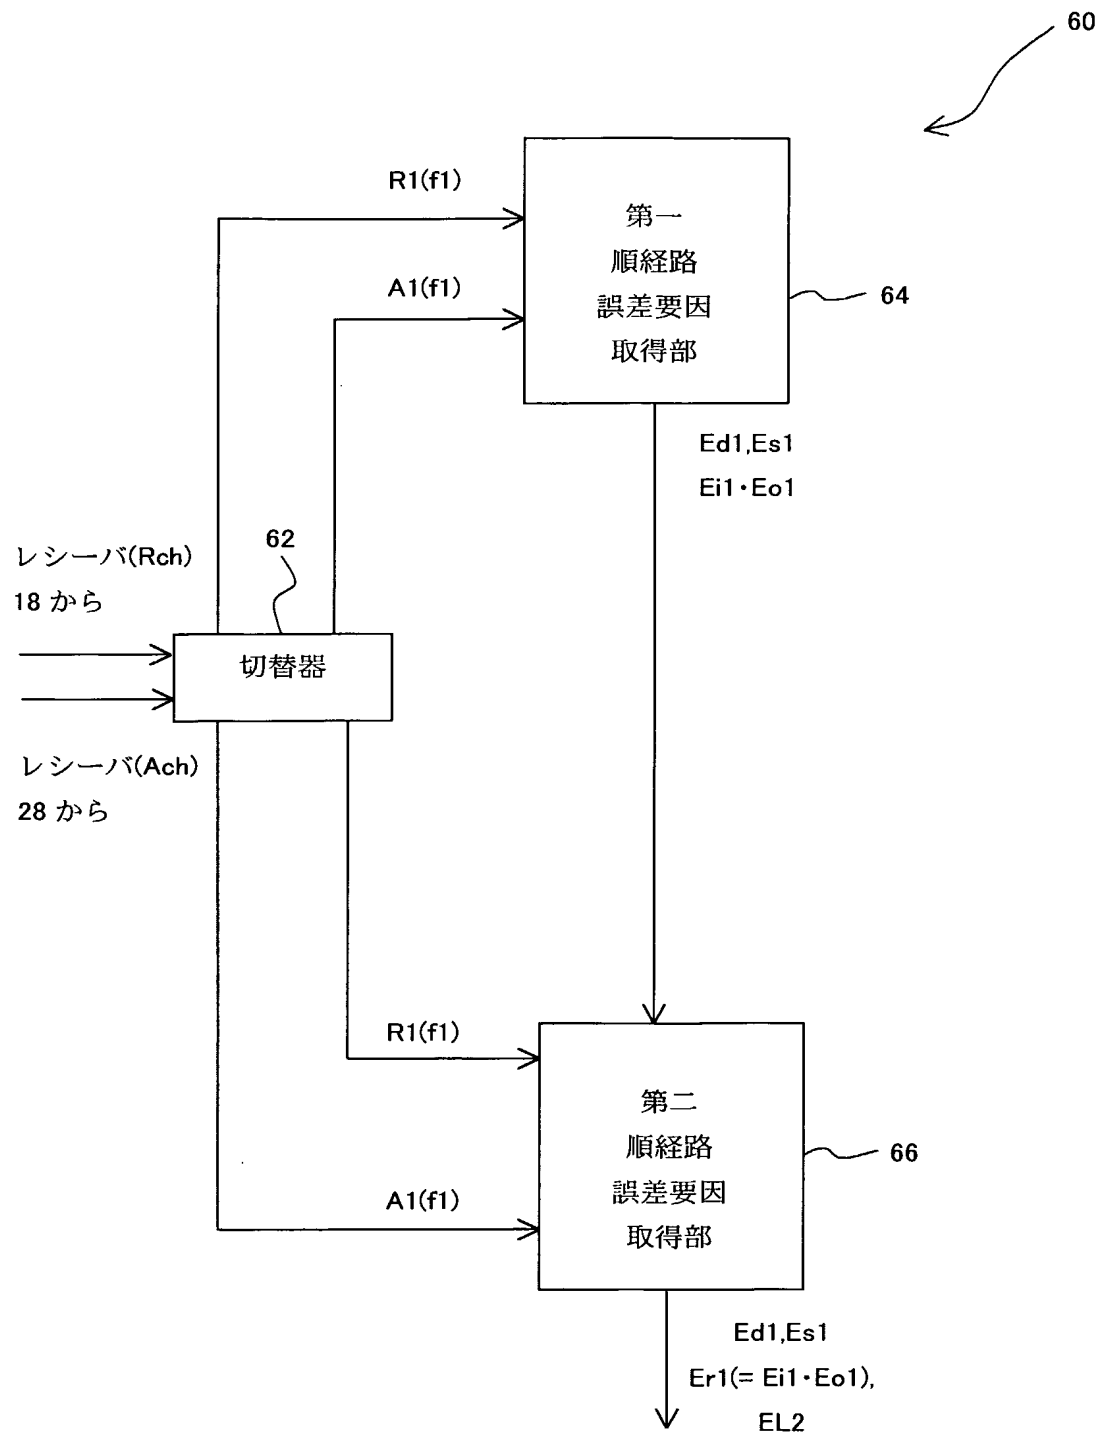 60
R1(f1)
第一
順経路
誤差要因
取得部
A1(f1)
64
Ed1,Es1
Ei1・Eo1
62
レシーバ(Rch)
18 から
切替器
レシーバ(Ach)
28 から
R1(f1)
第二
順経路
誤差要因
取得部
66
A1(f1)
Ed1,Es1
Er1(= Ei1・Eo1),
EL2